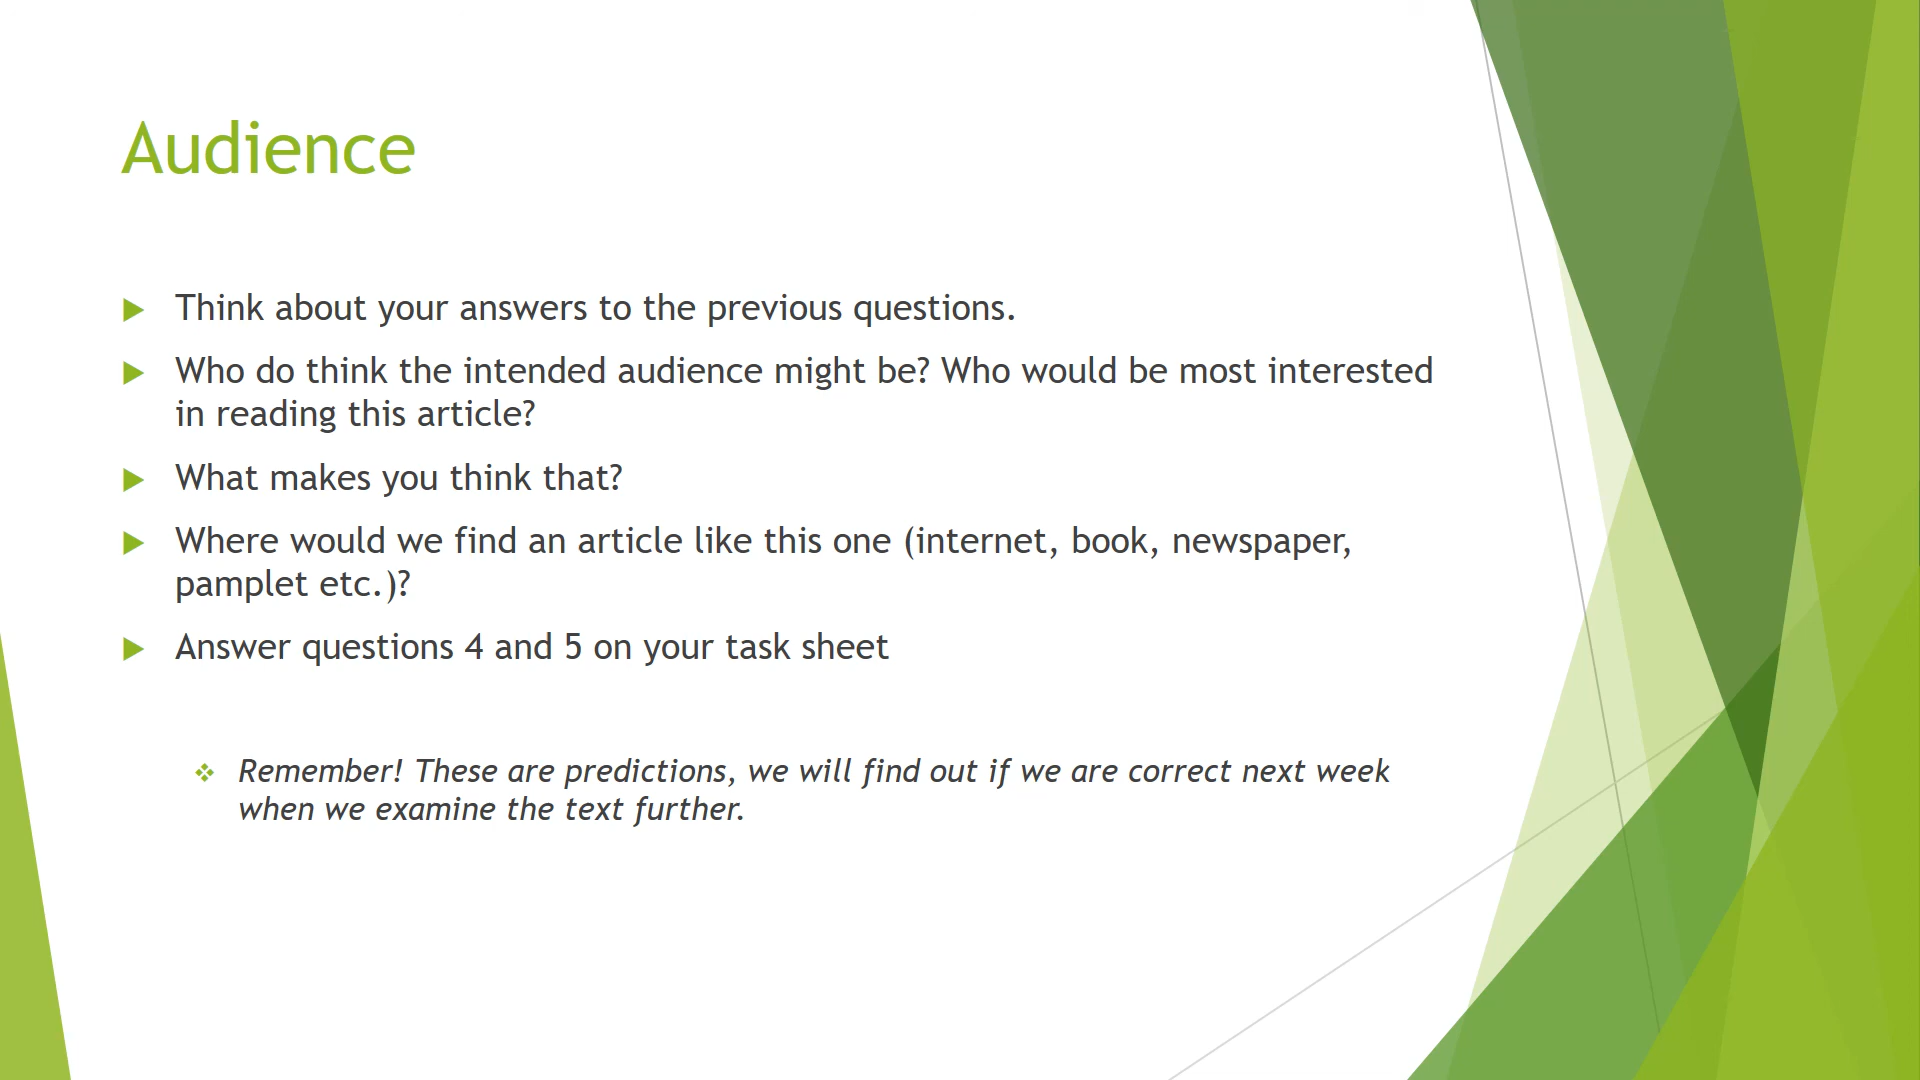 Audience
Think about your answers to the previous questions.
Who do think the intended audience might be? Who would be most interested
in reading this article?
What makes you think that?
Where would we find an article like this one (internet, book, newspaper,
pamplet etc.)?
Answer questions 4 and 5 on your task sheet
Remember! These are predictions, we will find out if we are correct next week
when we examine the text further.